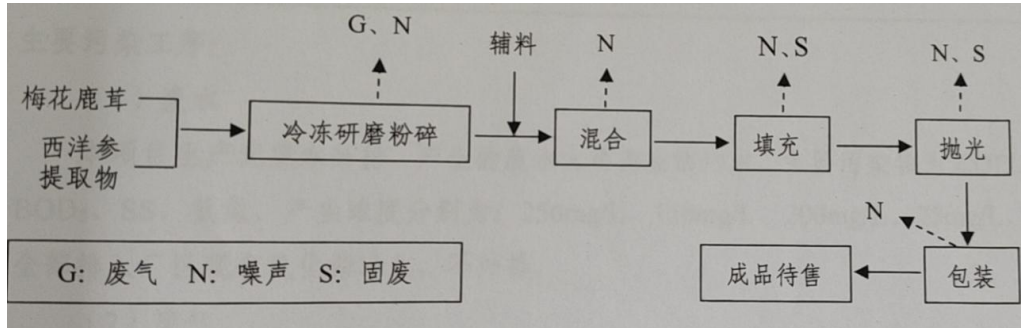 G、N
辅料
N
N、S
N、S
梅花鹿茸
西洋参
提取物
冷冻研磨粉碎
混合
填充
抛光
N
包装
成品待售
G: 废气 N: 噪声 S: 固废